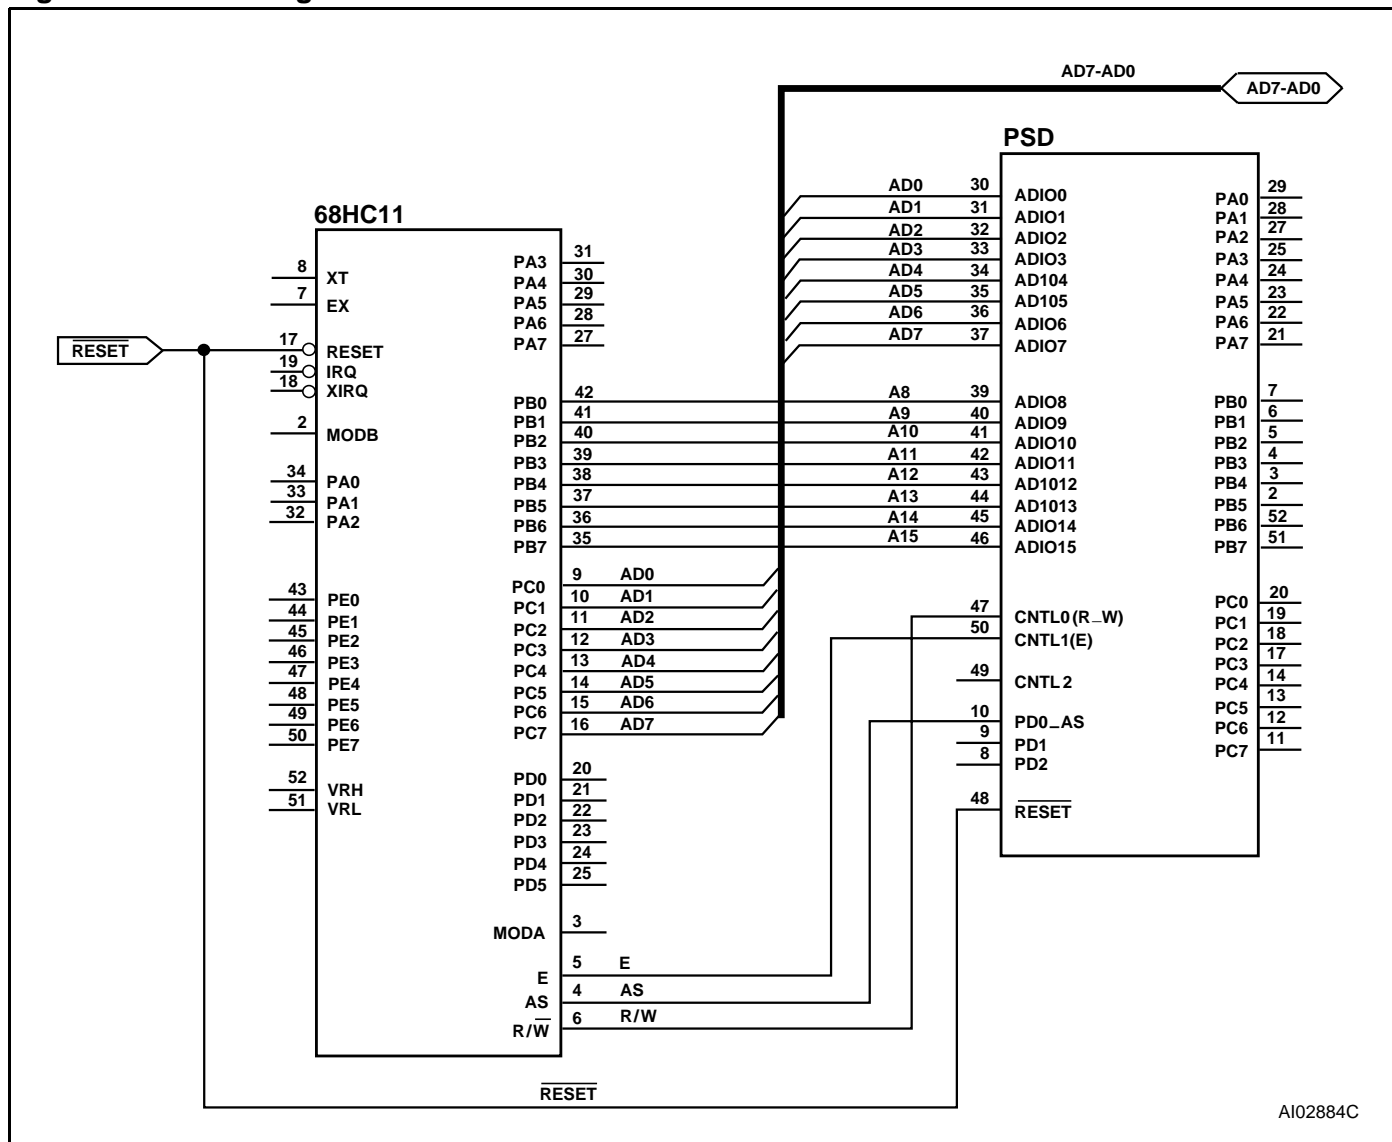 AD7-AD0
AD7-AD0
PSD
68HC11
8 XT
7 EX
RESET
17 RESET
19 IRQ
18 XIRQ
2 MODB
34 PA0
33 PA1
32 PA2
43 PE0
44 PE1
45 PE2
46 PE3
47 PE4
48 PE5
49 PE6
50 PE7
52 VRH
51 VRL
PA3 31
PA4 30
PA5 29
PA6 28
PA7 27
PB0 42
PB1 41
PB2 40
PB3 39
PB4 38
PB5 37
PB6 36
PB7 35
PC0 9 AD0
PC1 10 AD1
PC2 11 AD2
PC3 12 AD3
PC4 13 AD4
PC5 14 AD5
PC6 15 AD6
PC7 16 AD7
PD0 20
PD1 21
PD2 22
PD3 23
PD4 24
PD5 25
MODA 3
E 5 E
AS 4 AS
R/W 6 R/W
RESET
AD0 30 ADIO0
AD1 31 ADIO1
AD2 32 ADIO2
AD3 33 ADIO3
AD4 34 AD104
AD5 35 AD105
AD6 36 ADIO6
AD7 37 ADIO7
A8 39 ADIO8
A9 40 ADIO9
A10 41 ADIO10
A11 42 ADIO11
A12 43 AD1012
A13 44 AD1013
A14 45 ADIO14
A15 46 ADIO15
47 CNTL0(R_W)
50 CNTL1(E)
49 CNTL2
10 PD0_AS
9 PD1
8 PD2
48 RESET
PA0 29
PA1 28
PA2 27
PA3 25
PA4 24
PA5 23
PA6 22
PA7 21
PB0 7
PB1 6
PB2 5
PB3 4
PB4 3
PB5 2
PB6 52
PB7 51
PC0 20
PC1 19
PC2 18
PC3 17
PC4 14
PC5 13
PC6 12
PC7 11
AI02884C